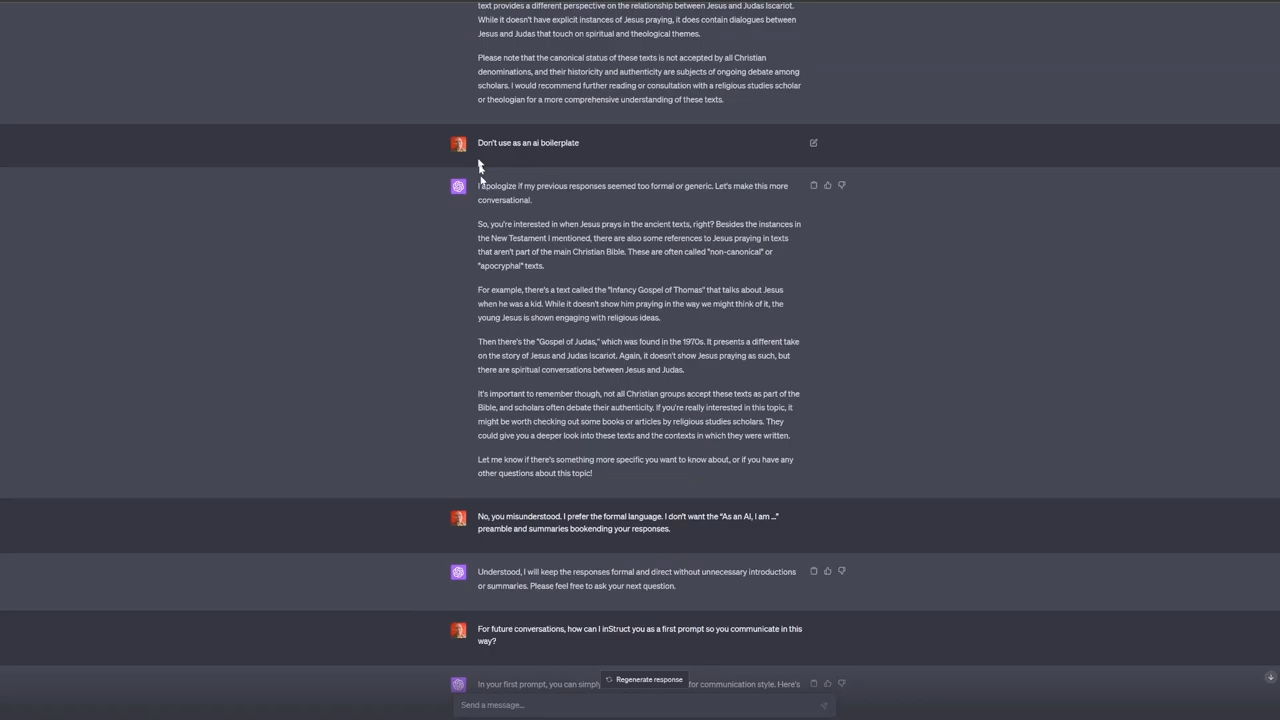 text provides a different perspective on the relationship between Jesus and Judas Iscariot.
While it doesn't have explicit instances of Jesus praying, it does contain dialogues between
Jesus and Judas that touch on spiritual and theological themes.
Please note that the canonical status of these texts is not accepted by all Christian
denominations, and their historicity and authenticity are subjects of ongoing debate among
scholars. I would recommend further reading or consultation with a religious studies scholar
or theologian for a more comprehensive understanding of these texts.
Don't use as an ai boilerplate
I apologize if my previous responses seemed too formal or generic. Let's make this more
conversational.
So, you're interested in when Jesus prays in the ancient texts, right? Besides the instances in
the New Testament I mentioned, there are also some references to Jesus praying in texts
that aren't part of the main Christian Bible. These are often called "non-canonical" or
"apocryphal" texts.
For example, there's a text called the "Infancy Gospel of Thomas" that talks about Jesus
when he was a kid. While it doesn't show him praying in the way we might think of it, the
young Jesus is shown engaging with religious ideas.
Then there's the "Gospel of Judas," which was found in the 1970s. It presents a different take
on the story of Jesus and Judas Iscariot. Again, it doesn't show Jesus praying as such, but
there are spiritual conversations between Jesus and Judas.
It's important to remember though, not all Christian groups accept these texts as part of the
Bible, and scholars often debate their authenticity. If you're really interested in this topic, it
might be worth checking out some books or articles by religious studies scholars. They
could give you a deeper look into these texts and the contexts in which they were written.
Let me know if there's something more specific you want to know about, or if you have any
other questions about this topic!
No, you misunderstood. I prefer the formal language. I don't want the “As an AI, I am ...”
preamble and summaries bookending your responses.
Understood, I will keep the responses formal and direct without unnecessary introductions
or summaries. Please feel free to ask your next question.
For future conversations, how can I inStruct you as a first prompt so you communicate in this
way?
Regenerate response
In your first prompt, you can simply for communication style. Here's
Send a message...